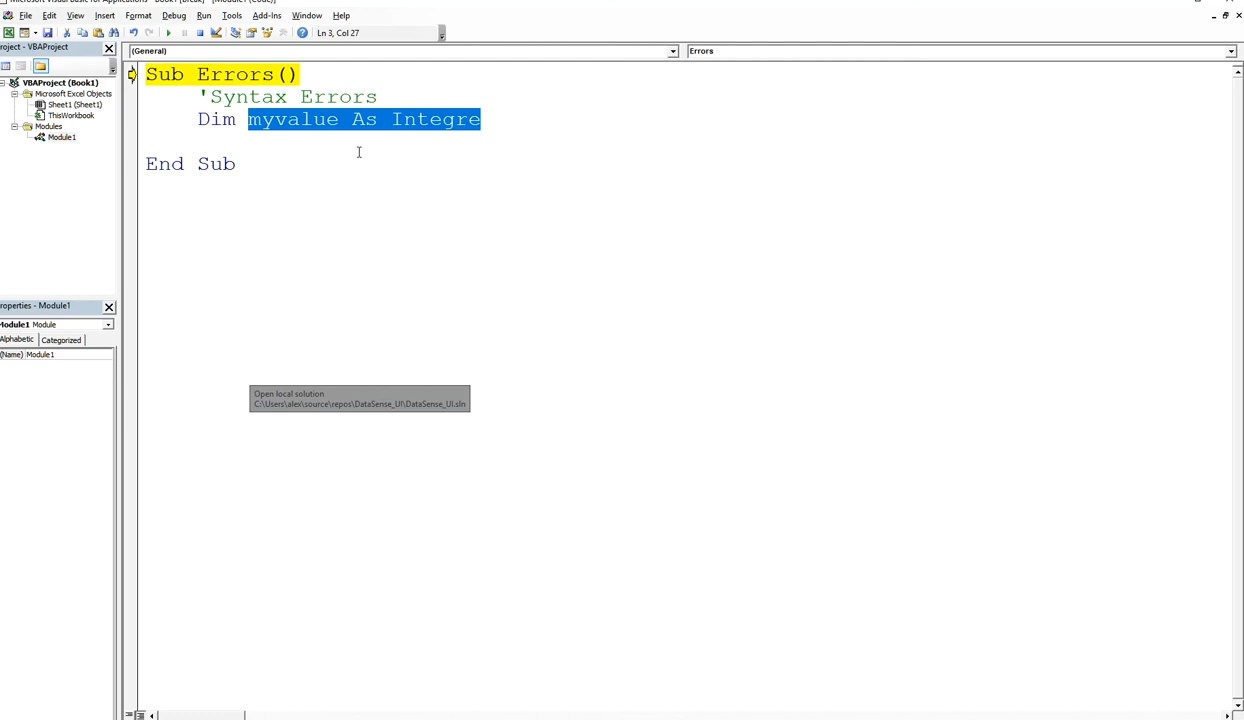 Microsoft Visual Basic for Applications - Book1 [break] - [Module1 (Code)]
File Edit View Insert Format Debug Run Tools Add-Ins Window Help
Ln 3, Col 27
roject - VBAProject
(General) Errors
VBAProject (Book1)
Microsoft Excel Objects
Sheet1 (Sheet1)
ThisWorkbook
Modules
Module1
Sub Errors()
'Syntax Errors
Dim myvalue As Integre
End Sub
roperties - Module1
Module1 Module
Alphabetic Categorized
(Name) Module1
Open local solution
C:\Users\alex\source\repos\DataSense_UI\DataSense_UI.sln